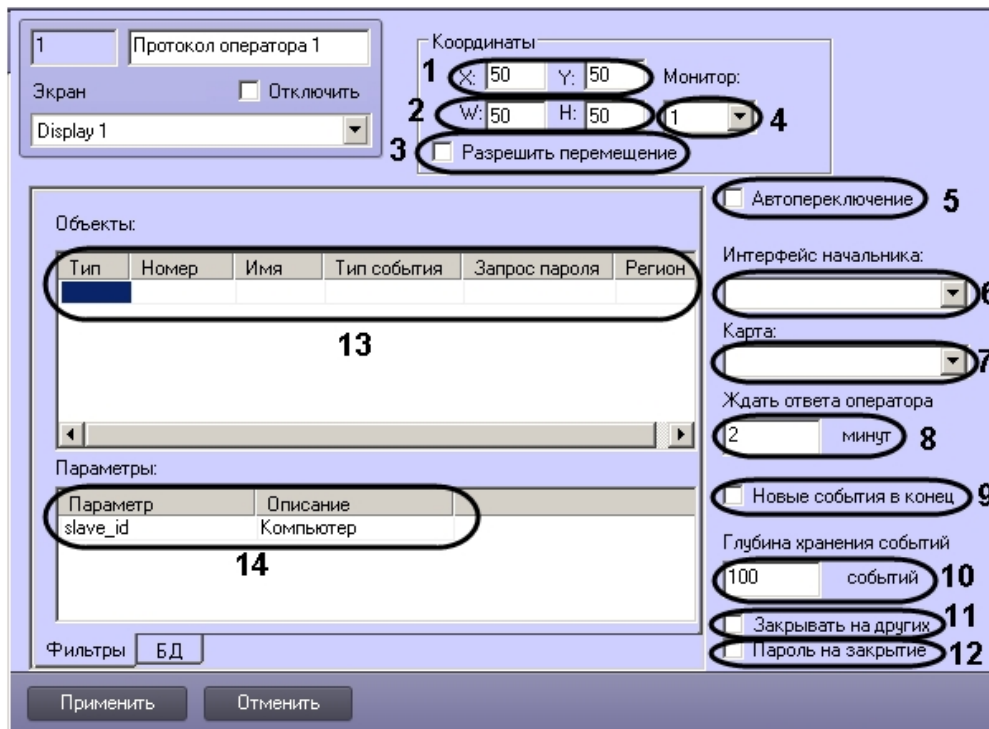 1 Протокол оператора 1
Экран Отключить
Display 1
Координаты
1 X: 50 Y: 50 Монитор:
2 W: 50 H: 50 1 4
3 Разрешить перемещение
Автопереключение 5
Объекты:
Тип Номер Имя Тип события Запрос пароля Регион
13
Интерфейс начальника:
6
Карта:
7
Ждать ответа оператора
2 минут 8
Параметры:
Параметр Описание
slave_id Компьютер
14
Новые события в конец 9
Глубина хранения событий
100 событий 10
Закрывать на других 11
Пароль на закрытие 12
Фильтры БД
Применить Отменить